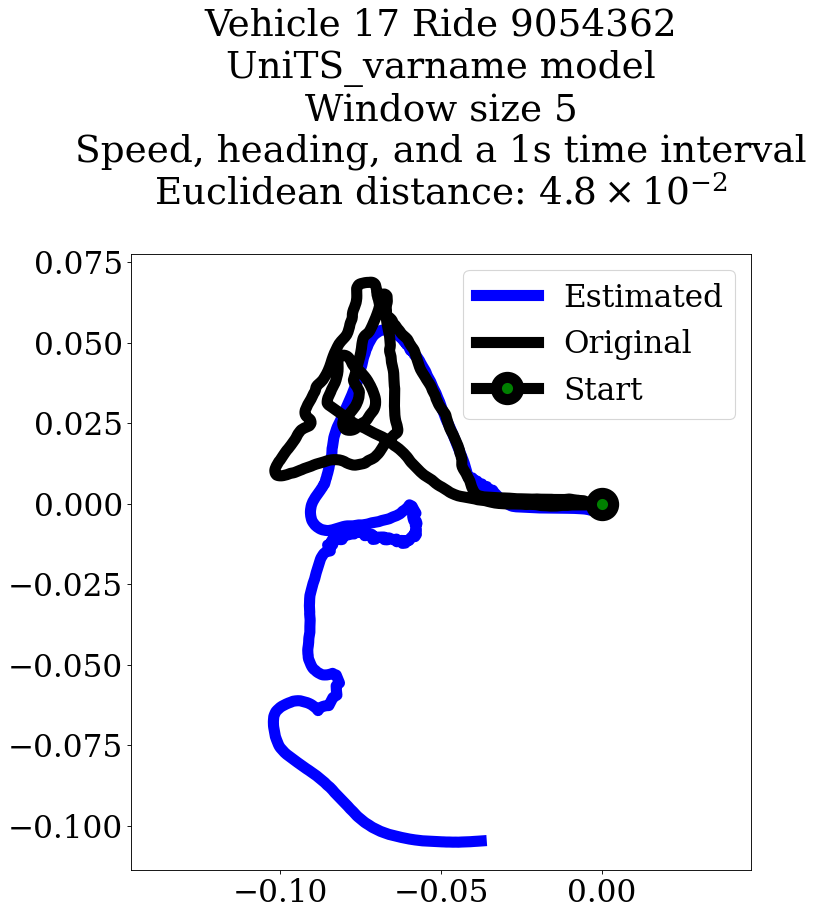 Vehicle 17 Ride 9054362
UniTS_varname model
Window size 5
Speed, heading, and a 1s time interval
Euclidean distance: 4.8 × 10⁻²
0.075
0.050
0.025
0.000
−0.025
−0.050
−0.075
−0.100
Estimated
Original
Start
−0.10
−0.05
0.00